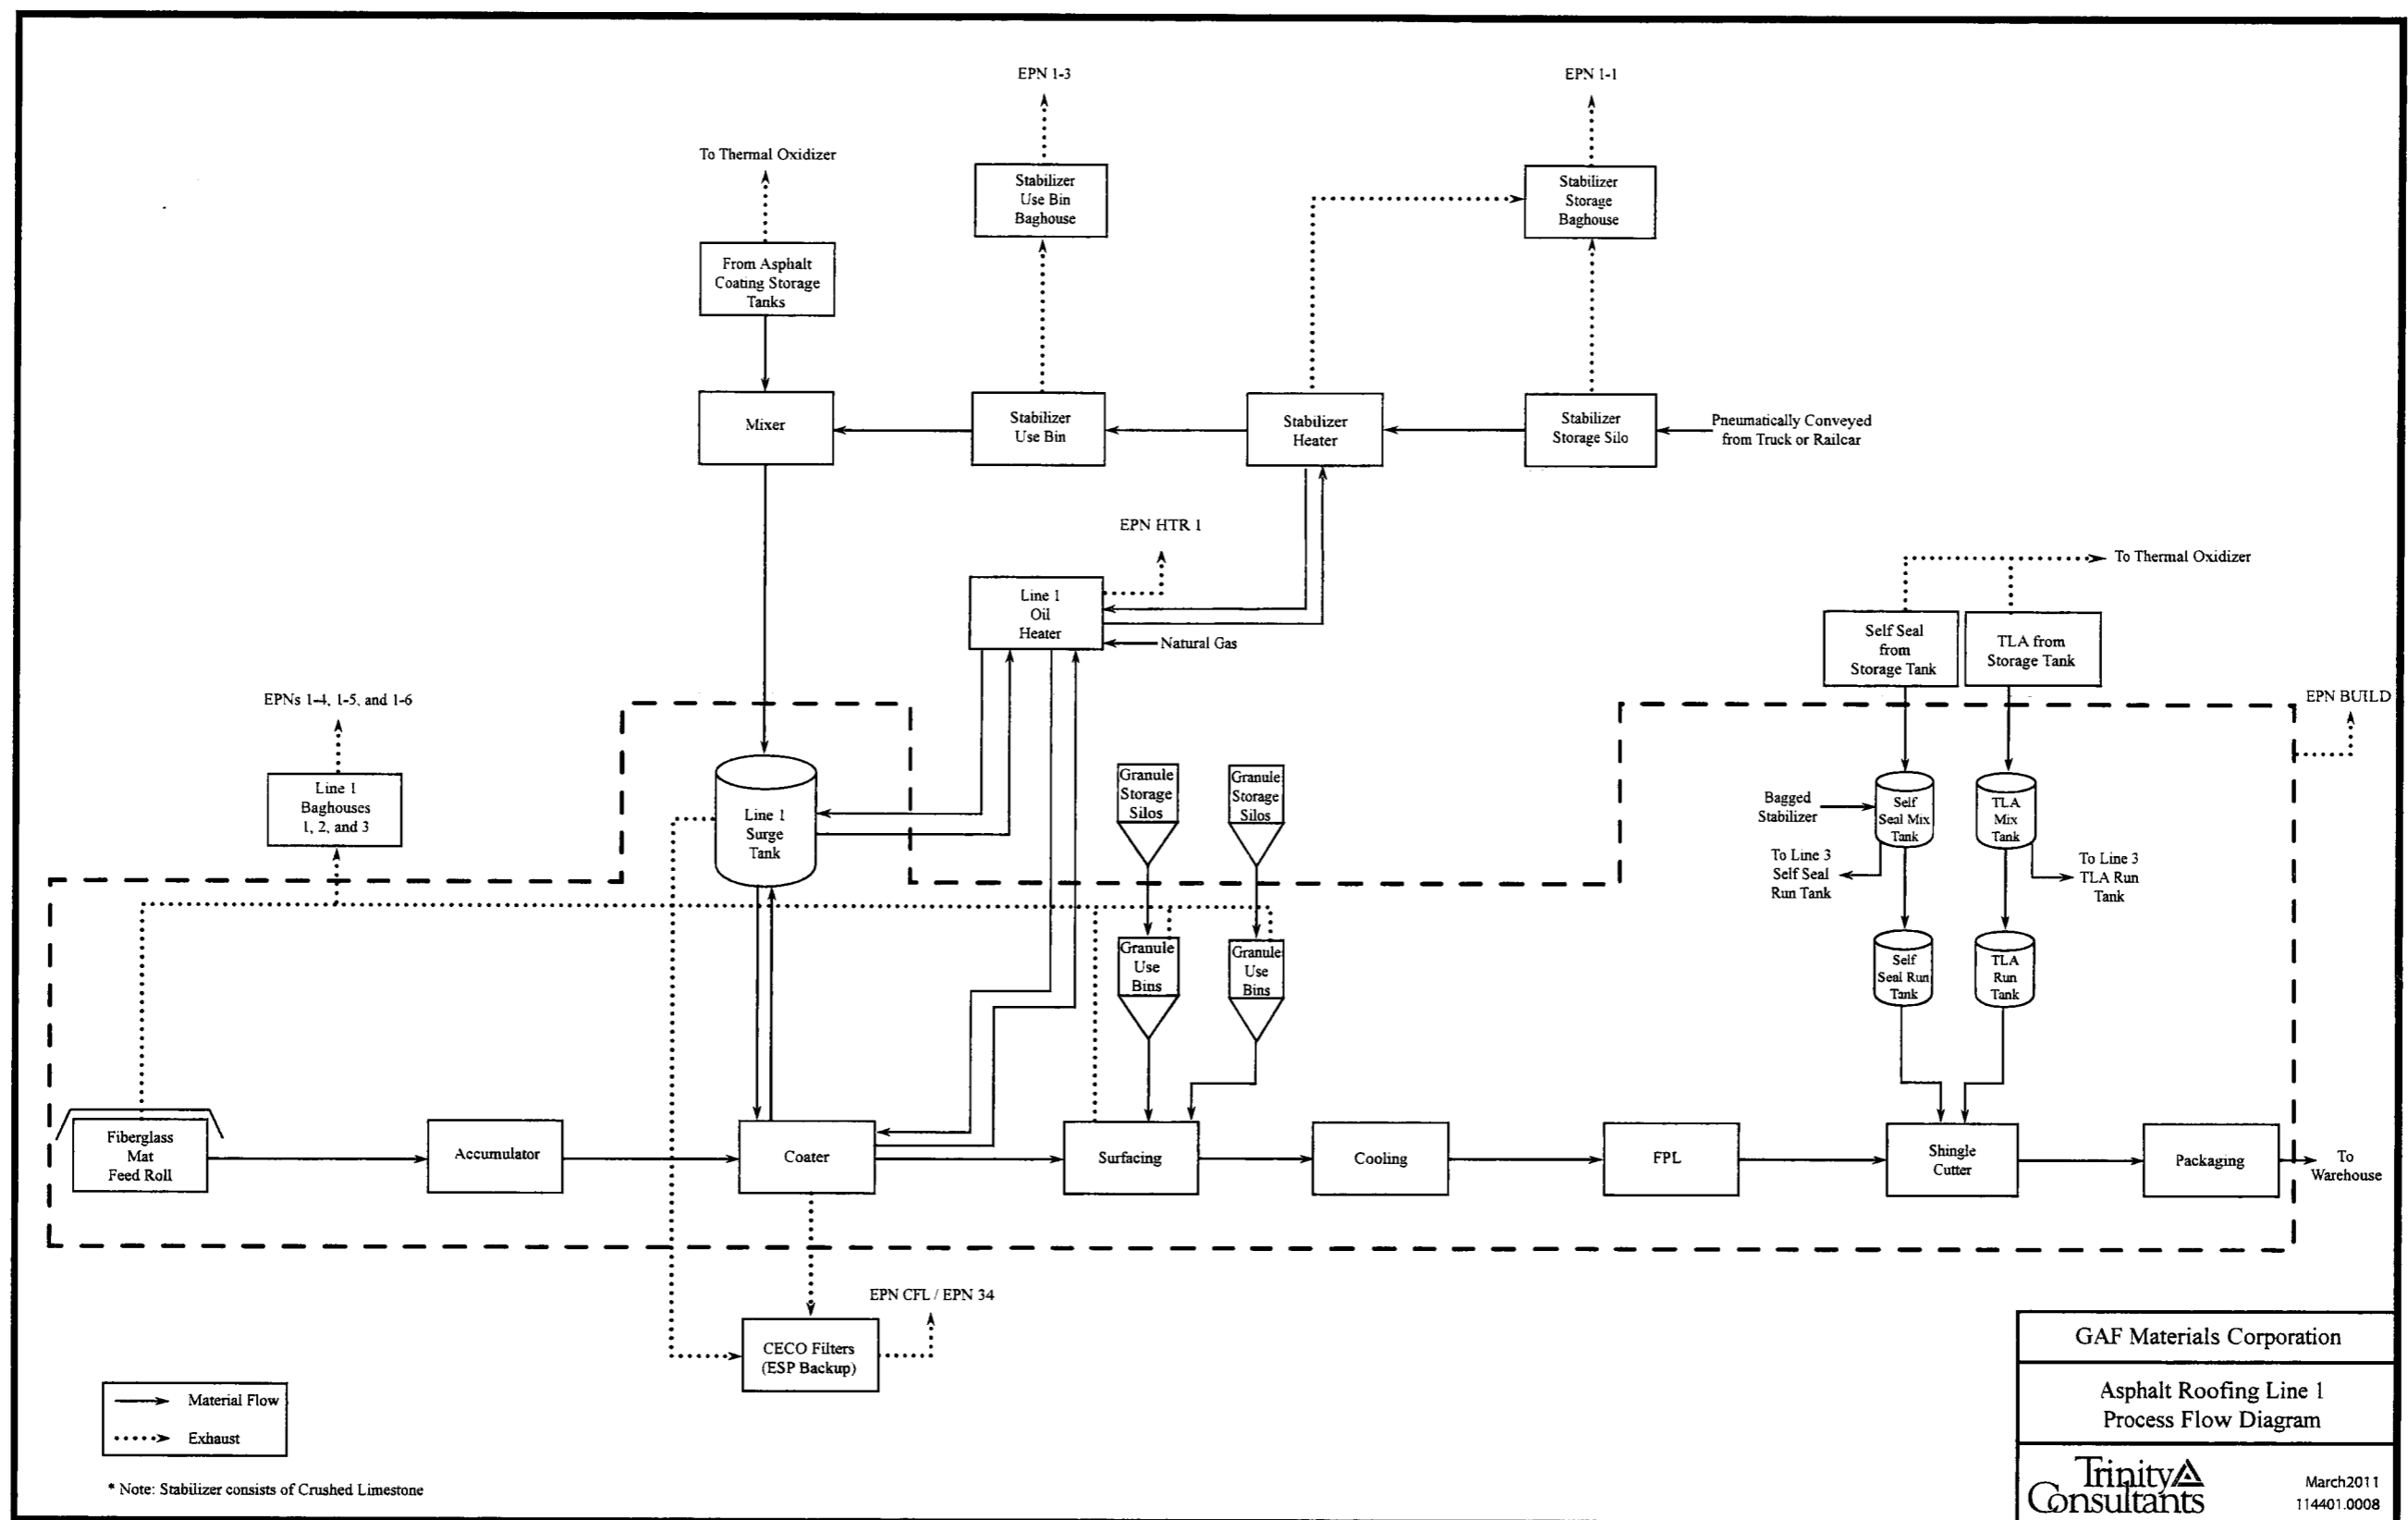 EPN 1-3
EPN 1-1
To Thermal Oxidizer
Stabilizer
Use Bin
Baghouse
Stabilizer
Storage
Baghouse
From Asphalt
Coating Storage
Tanks
Mixer
Stabilizer
Use Bin
Stabilizer
Heater
Stabilizer
Storage Silo
Pneumatically Conveyed
from Truck or Railcar
EPN HTR 1
Line 1
Oil
Heater
Natural Gas
To Thermal Oxidizer
Self Seal
from
Storage Tank
TLA from
Storage Tank
EPN BUILD
EPNs 1-4, 1-5, and 1-6
Line 1
Baghouses
1, 2, and 3
Line 1
Surge
Tank
Granule
Storage
Silos
Granule
Storage
Silos
Bagged
Stabilizer
Self
Seal Mix
Tank
TLA
Mix
Tank
To Line 3
Self Seal
Run Tank
To Line 3
TLA Run
Tank
Granule
Use
Bins
Granule
Use
Bins
Self
Seal Run
Tank
TLA
Run
Tank
Fiberglass
Mat
Feed Roll
Accumulator
Coater
Surfacing
Cooling
FPL
Shingle
Cutter
Packaging
To
Warehouse
EPN CFL / EPN 34
CECO Filters
(ESP Backup)
Material Flow
Exhaust
* Note: Stabilizer consists of Crushed Limestone
GAF Materials Corporation
Asphalt Roofing Line 1
Process Flow Diagram
Trinity
Consultants
March2011
114401.0008